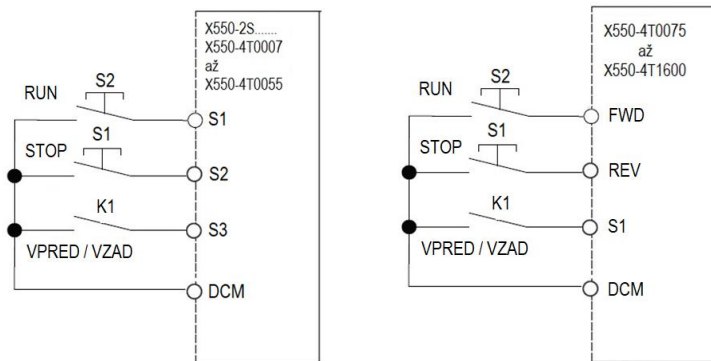 X550-2S.......
X550-4T0007
až
X550-4T0055
S2
RUN
S1
S1
STOP
S2
K1
S3
VPRED / VZAD
DCM
X550-4T0075
až
X550-4T1600
S2
RUN
FWD
S1
STOP
REV
K1
S1
VPRED / VZAD
DCM